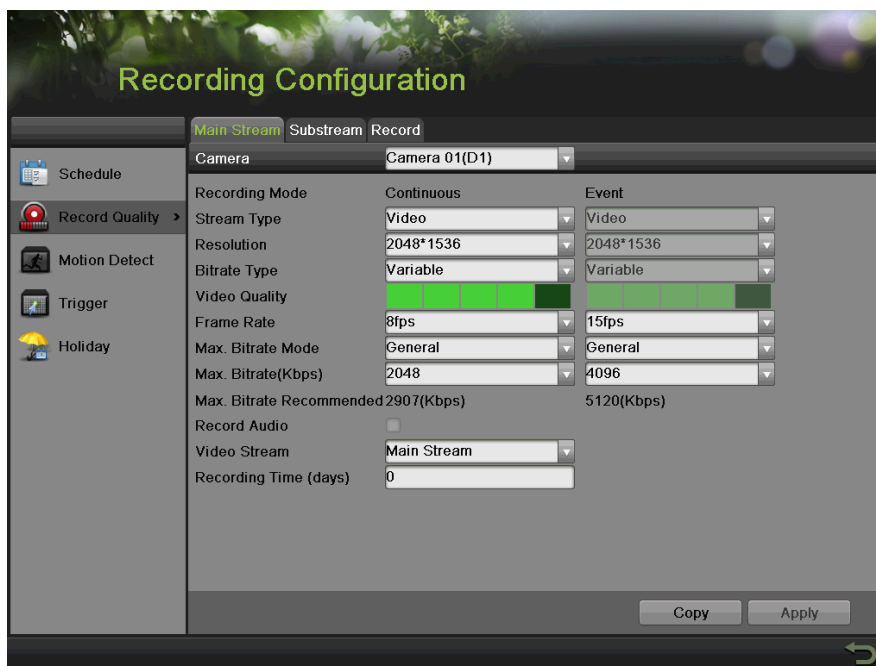 Recording Configuration
Main Stream Substream Record
Camera Camera 01(D1)
Schedule
Record Quality >
Motion Detect
Trigger
Holiday
Recording Mode Continuous Event
Stream Type Video Video
Resolution 2048*1536 2048*1536
Bitrate Type Variable Variable
Video Quality
Frame Rate 8fps 15fps
Max. Bitrate Mode General General
Max. Bitrate(Kbps) 2048 4096
Max. Bitrate Recommended 2907(Kbps) 5120(Kbps)
Record Audio
Video Stream Main Stream
Recording Time (days) 0
Copy Apply